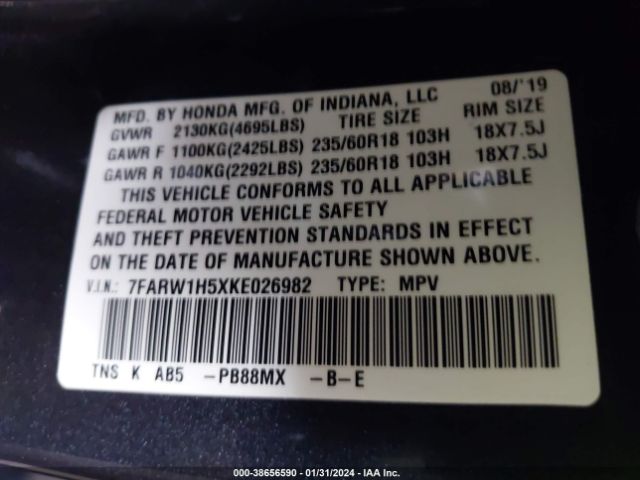 MFD. BY HONDA MFG. OF INDIANA, LLC 08/'19
GVWR 2130KG(4695LBS) TIRE SIZE RIM SIZE
GAWR F 1100KG(2425LBS) 235/60R18 103H 18X7.5J
GAWR R 1040KG(2292LBS) 235/60R18 103H 18X7.5J
THIS VEHICLE CONFORMS TO ALL APPLICABLE
FEDERAL MOTOR VEHICLE SAFETY
AND THEFT PREVENTION STANDARDS IN EFFECT
ON THE DATE OF MANUFACTURE SHOWN ABOVE.
V.I.N.: 7FARW1H5XKE026982 TYPE: MPV
TNS K AB5 -PB88MX -B-E
000-38656590 - 01/31/2024 - IAA Inc.